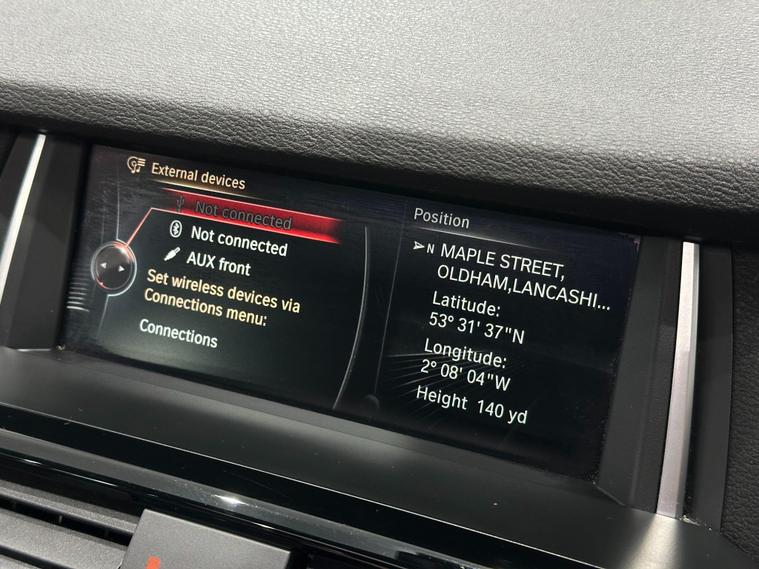 External devices
Not connected
Not connected
AUX front
Set wireless devices via
Connections menu:
Connections
Position
N MAPLE STREET,
OLDHAM,LANCASHI...
Latitude:
53° 31' 37"N
Longitude:
2° 08' 04"W
Height 140 yd